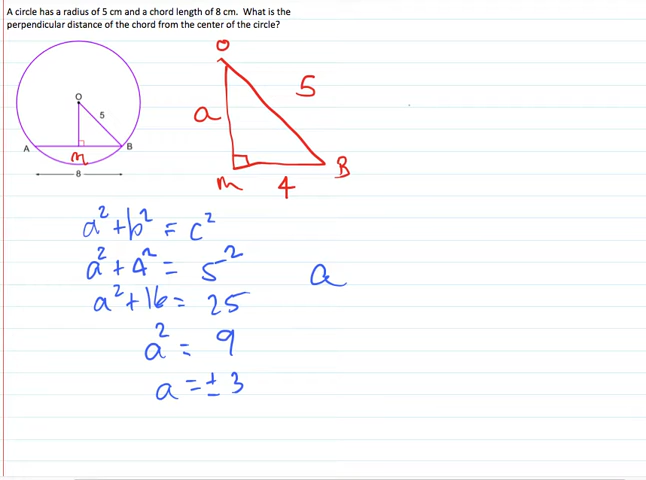 A circle has a radius of 5 cm and a chord length of 8 cm. What is the
perpendicular distance of the chord from the center of the circle?
O
5
A
B
m
8
O
5
a
B
m
4
a² + b² = c²
a² + 4² = 5²
a
a² + 16 = 25
a² = 9
a = ± 3